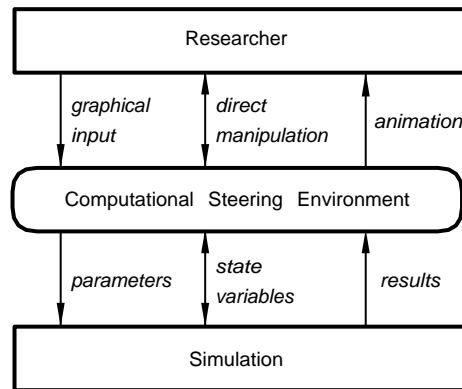 Researcher
graphical
input
direct
manipulation
animation
Computational Steering Environment
parameters
state
variables
results
Simulation